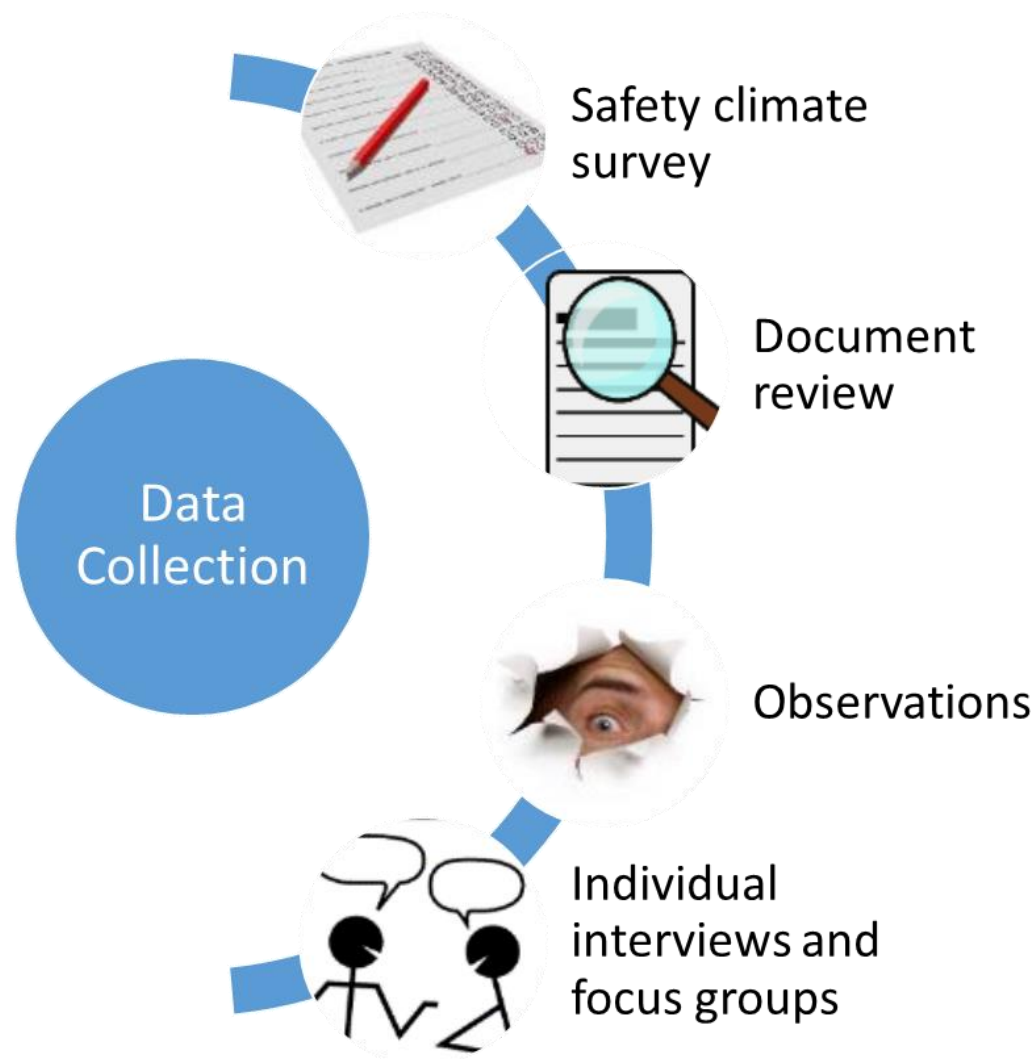 Safety climate
survey
Document
review
Data
Collection
Observations
Individual
interviews and
focus groups